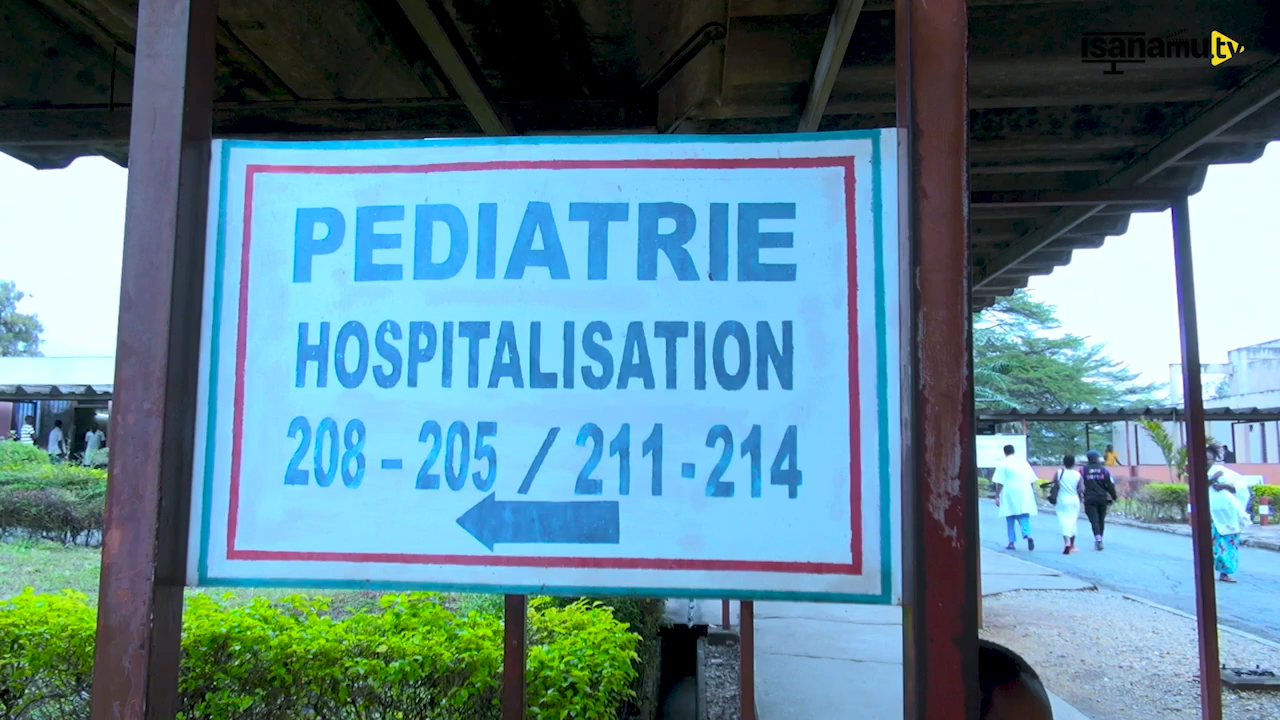 isanamu.tv
PEDIATRIE
HOSPITALISATION
208 - 205 / 211 - 214